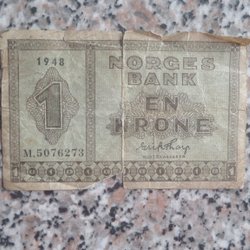 1948
NORGES
BANK
1
EN
KRONE
M.5076273